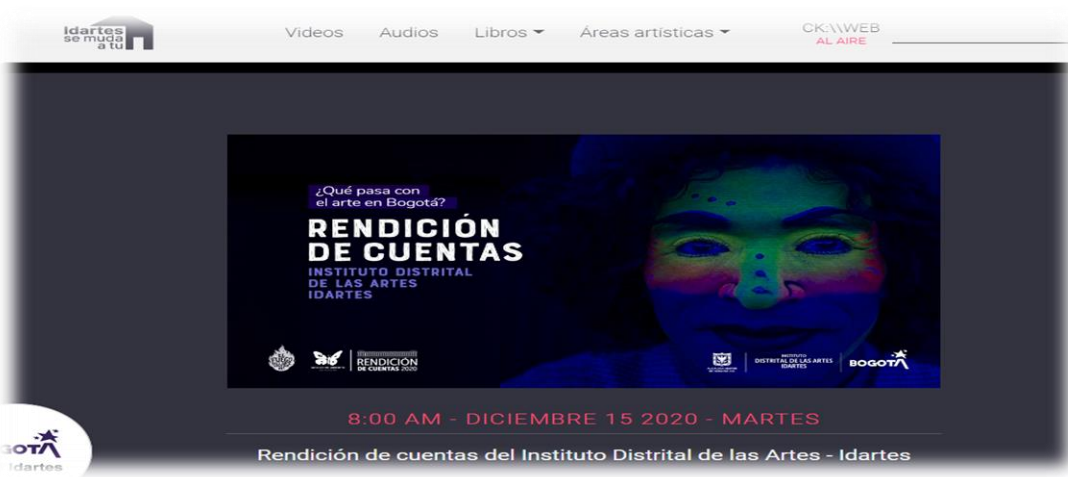 Idartes
se muda
a tu
Videos Audios Libros Áreas artísticas CK:\\WEB
AL AIRE
¿Qué pasa con
el arte en Bogotá?
RENDICIÓN
DE CUENTAS
INSTITUTO DISTRITAL
DE LAS ARTES
IDARTES
RENDICIÓN
DE CUENTAS 2020
INSTITUTO
DISTRITAL DE LAS ARTES
IDARTES
BOGOTÁ
8:00 AM - DICIEMBRE 15 2020 - MARTES
Rendición de cuentas del Instituto Distrital de las Artes - Idartes
GOTÁ
Idartes